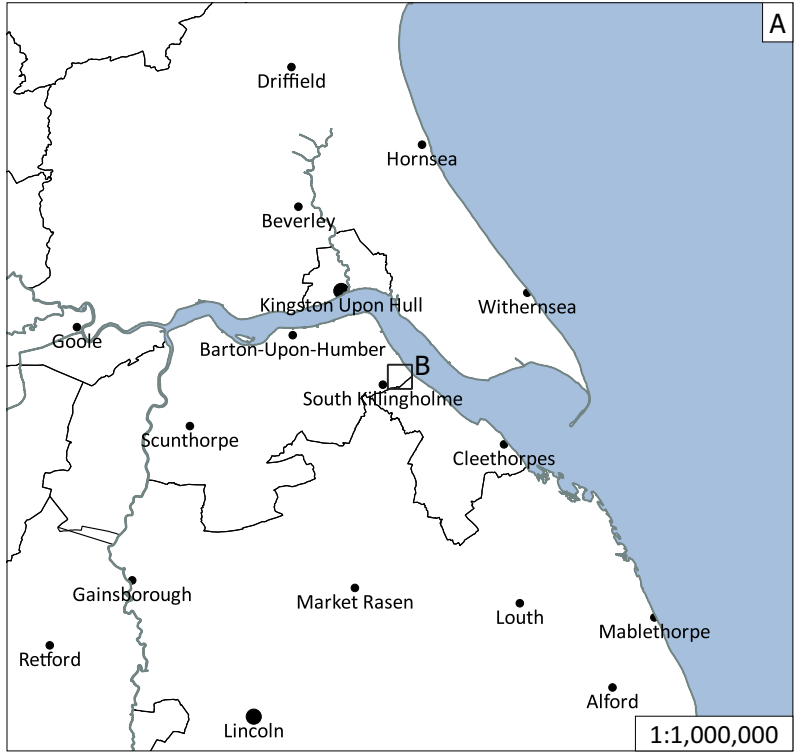 A
Driffield
Hornsea
Beverley
Kingston Upon Hull
Withernsea
Goole
Barton-Upon-Humber
B
South Killingholme
Scunthorpe
Cleethorpes
Gainsborough
Market Rasen
Louth
Mablethorpe
Retford
Alford
Lincoln
1:1,000,000